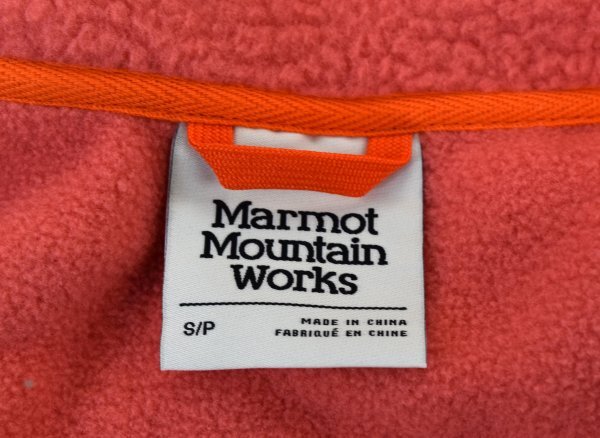 Marmot
Mountain
Works
S/P
MADE IN CHINA
FABRIQUÉ EN CHINE